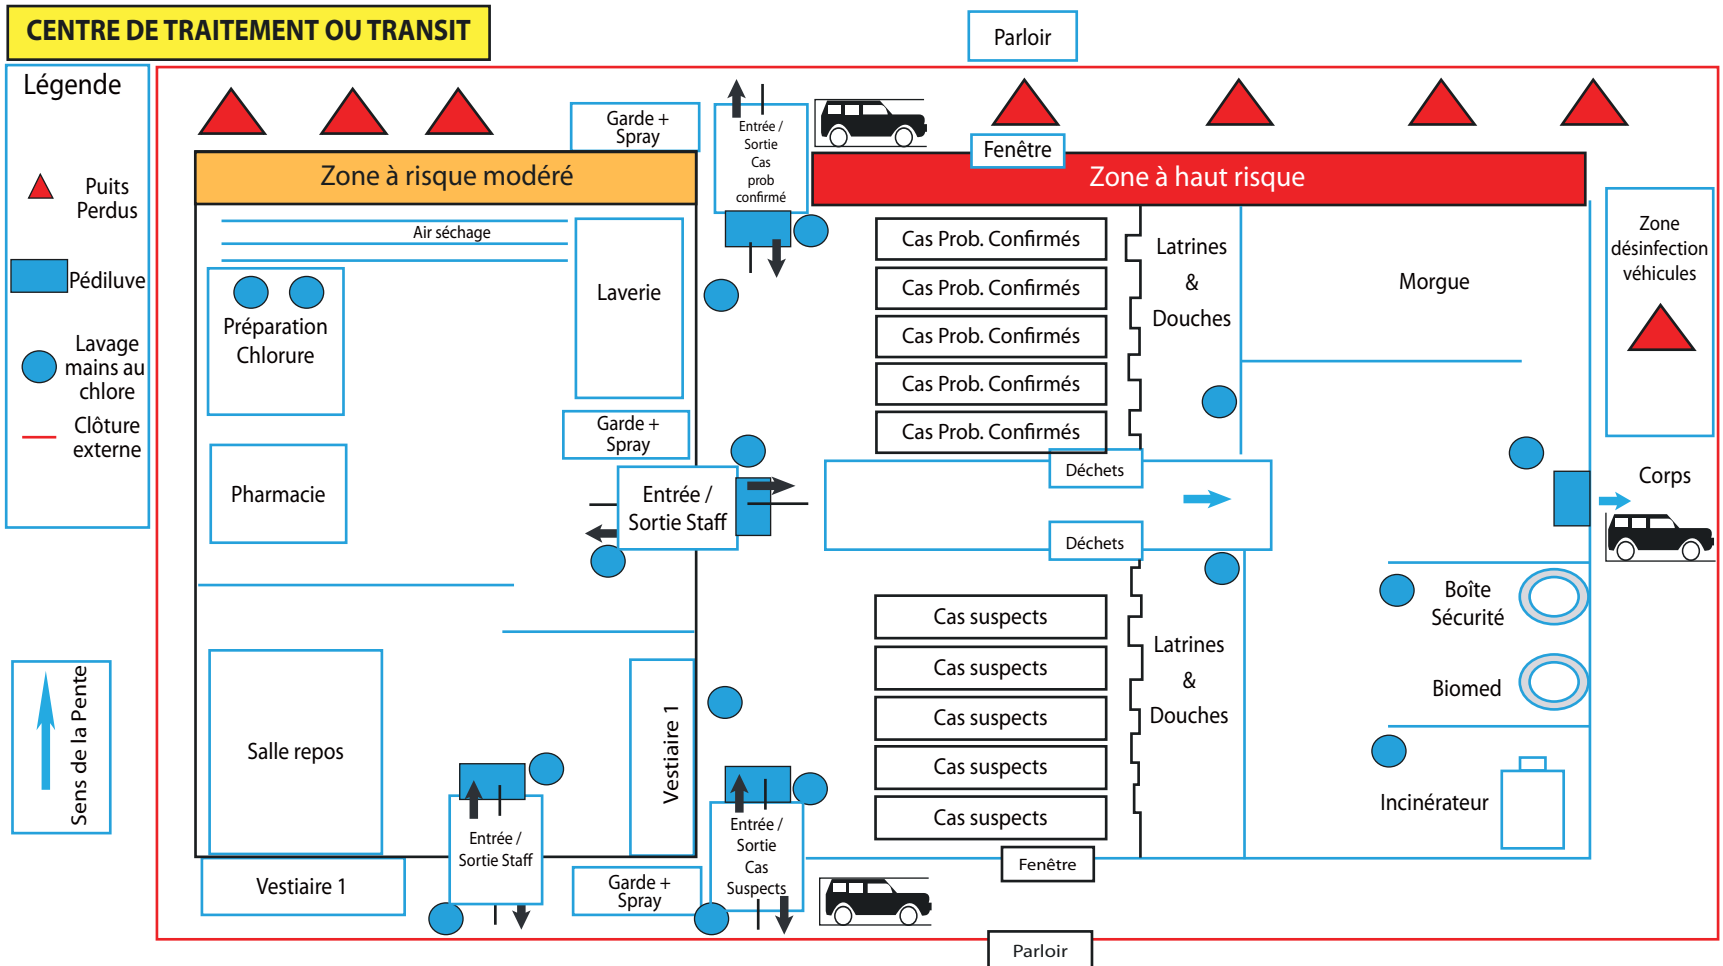 CENTRE DE TRAITEMENT OU TRANSIT
Parloir
Légende
Puits
Perdus
Pédiluve
Lavage
mains au
chlore
Clôture
externe
Sens de la Pente
Garde +
Spray
Entrée /
Sortie
Cas
prob
confirmé
Fenêtre
Zone à risque modéré
Zone à haut risque
Air séchage
Préparation
Chlorure
Laverie
Pharmacie
Garde +
Spray
Entrée /
Sortie Staff
Salle repos
Vestiaire 1
Entrée /
Sortie Staff
Vestiaire 1
Garde +
Spray
Entrée /
Sortie
Cas
Suspects
Cas Prob. Confirmés
Cas Prob. Confirmés
Cas Prob. Confirmés
Cas Prob. Confirmés
Cas Prob. Confirmés
Déchets
Déchets
Cas suspects
Cas suspects
Cas suspects
Cas suspects
Cas suspects
Latrines
&
Douches
Latrines
&
Douches
Morgue
Zone
désinfection
véhicules
Corps
Boîte
Sécurité
Biomed
Incinérateur
Fenêtre
Parloir